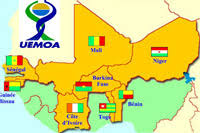 UEMOA
Mali
Niger
Sénégal
Burkina
Faso
Guinée
Bissau
Bénin
Côte
d'Ivoire
Togo